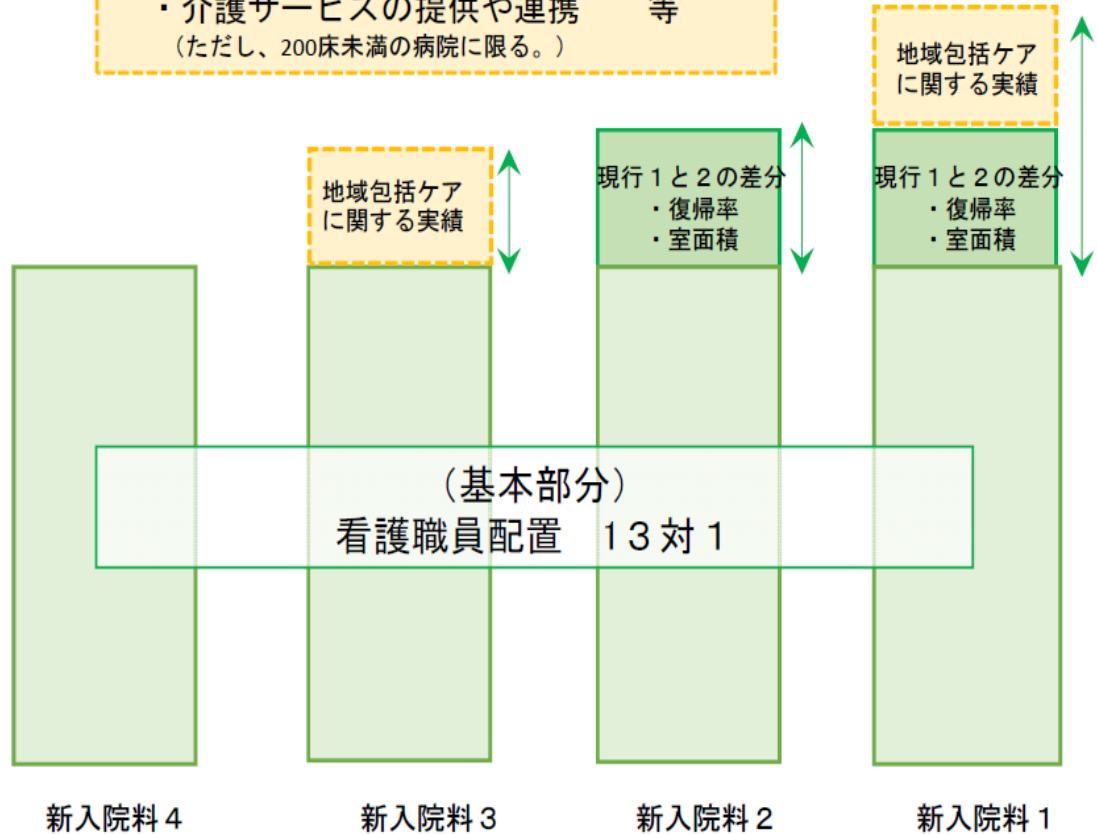 ・介護サービスの提供や連携　　等
（ただし、200床未満の病院に限る。）
地域包括ケア
に関する実績
現行１と２の差分
・復帰率
・室面積
現行１と２の差分
・復帰率
・室面積
地域包括ケア
に関する実績
（基本部分）
看護職員配置　１３対１
新入院料４
新入院料３
新入院料２
新入院料１